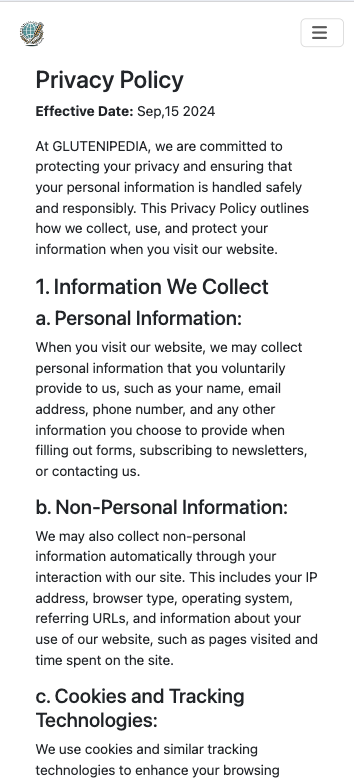 Privacy Policy
Effective Date: Sep,15 2024
At GLUTENIPEDIA, we are committed to
protecting your privacy and ensuring that
your personal information is handled safely
and responsibly. This Privacy Policy outlines
how we collect, use, and protect your
information when you visit our website.
1. Information We Collect
a. Personal Information:
When you visit our website, we may collect
personal information that you voluntarily
provide to us, such as your name, email
address, phone number, and any other
information you choose to provide when
filling out forms, subscribing to newsletters,
or contacting us.
b. Non-Personal Information:
We may also collect non-personal
information automatically through your
interaction with our site. This includes your IP
address, browser type, operating system,
referring URLs, and information about your
use of our website, such as pages visited and
time spent on the site.
c. Cookies and Tracking
Technologies:
We use cookies and similar tracking
technologies to enhance your browsing